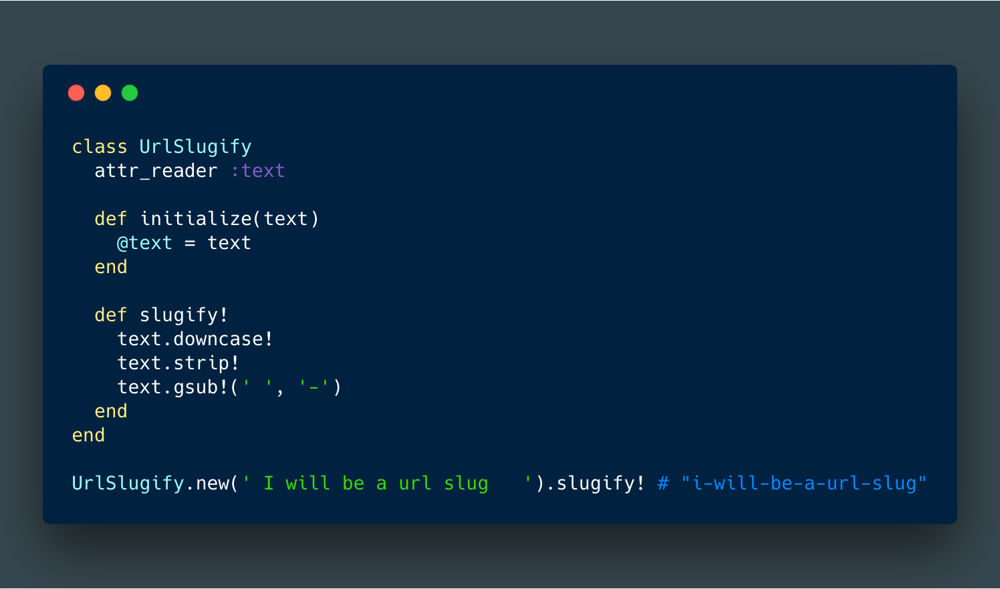 class UrlSlugify
  attr_reader :text

  def initialize(text)
    @text = text
  end

  def slugify!
    text.downcase!
    text.strip!
    text.gsub!(' ', '-')
  end
end

UrlSlugify.new(' I will be a url slug   ').slugify! # "i-will-be-a-url-slug"